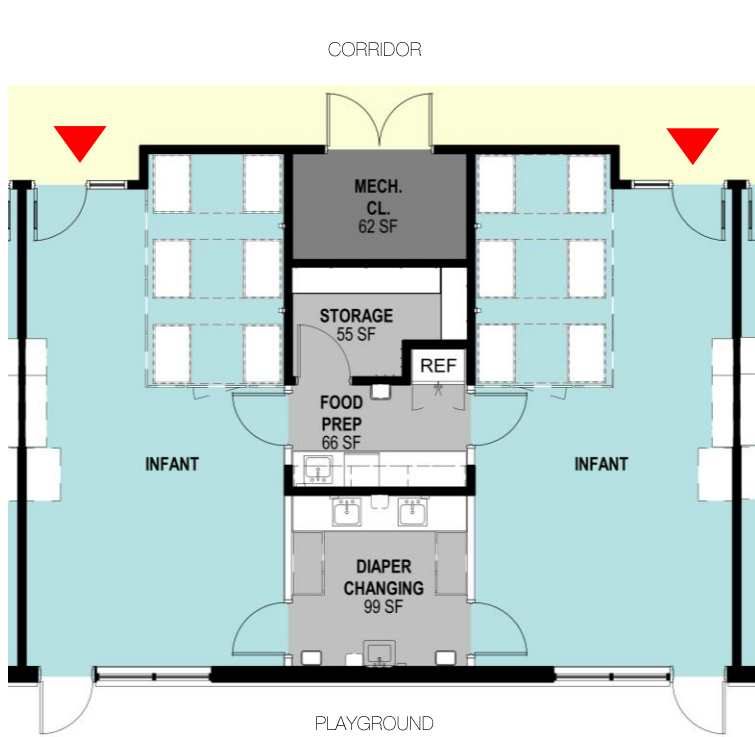 CORRIDOR
MECH.
CL.
62 SF
STORAGE
55 SF
REF
FOOD
PREP
66 SF
INFANT
INFANT
DIAPER
CHANGING
99 SF
PLAYGROUND